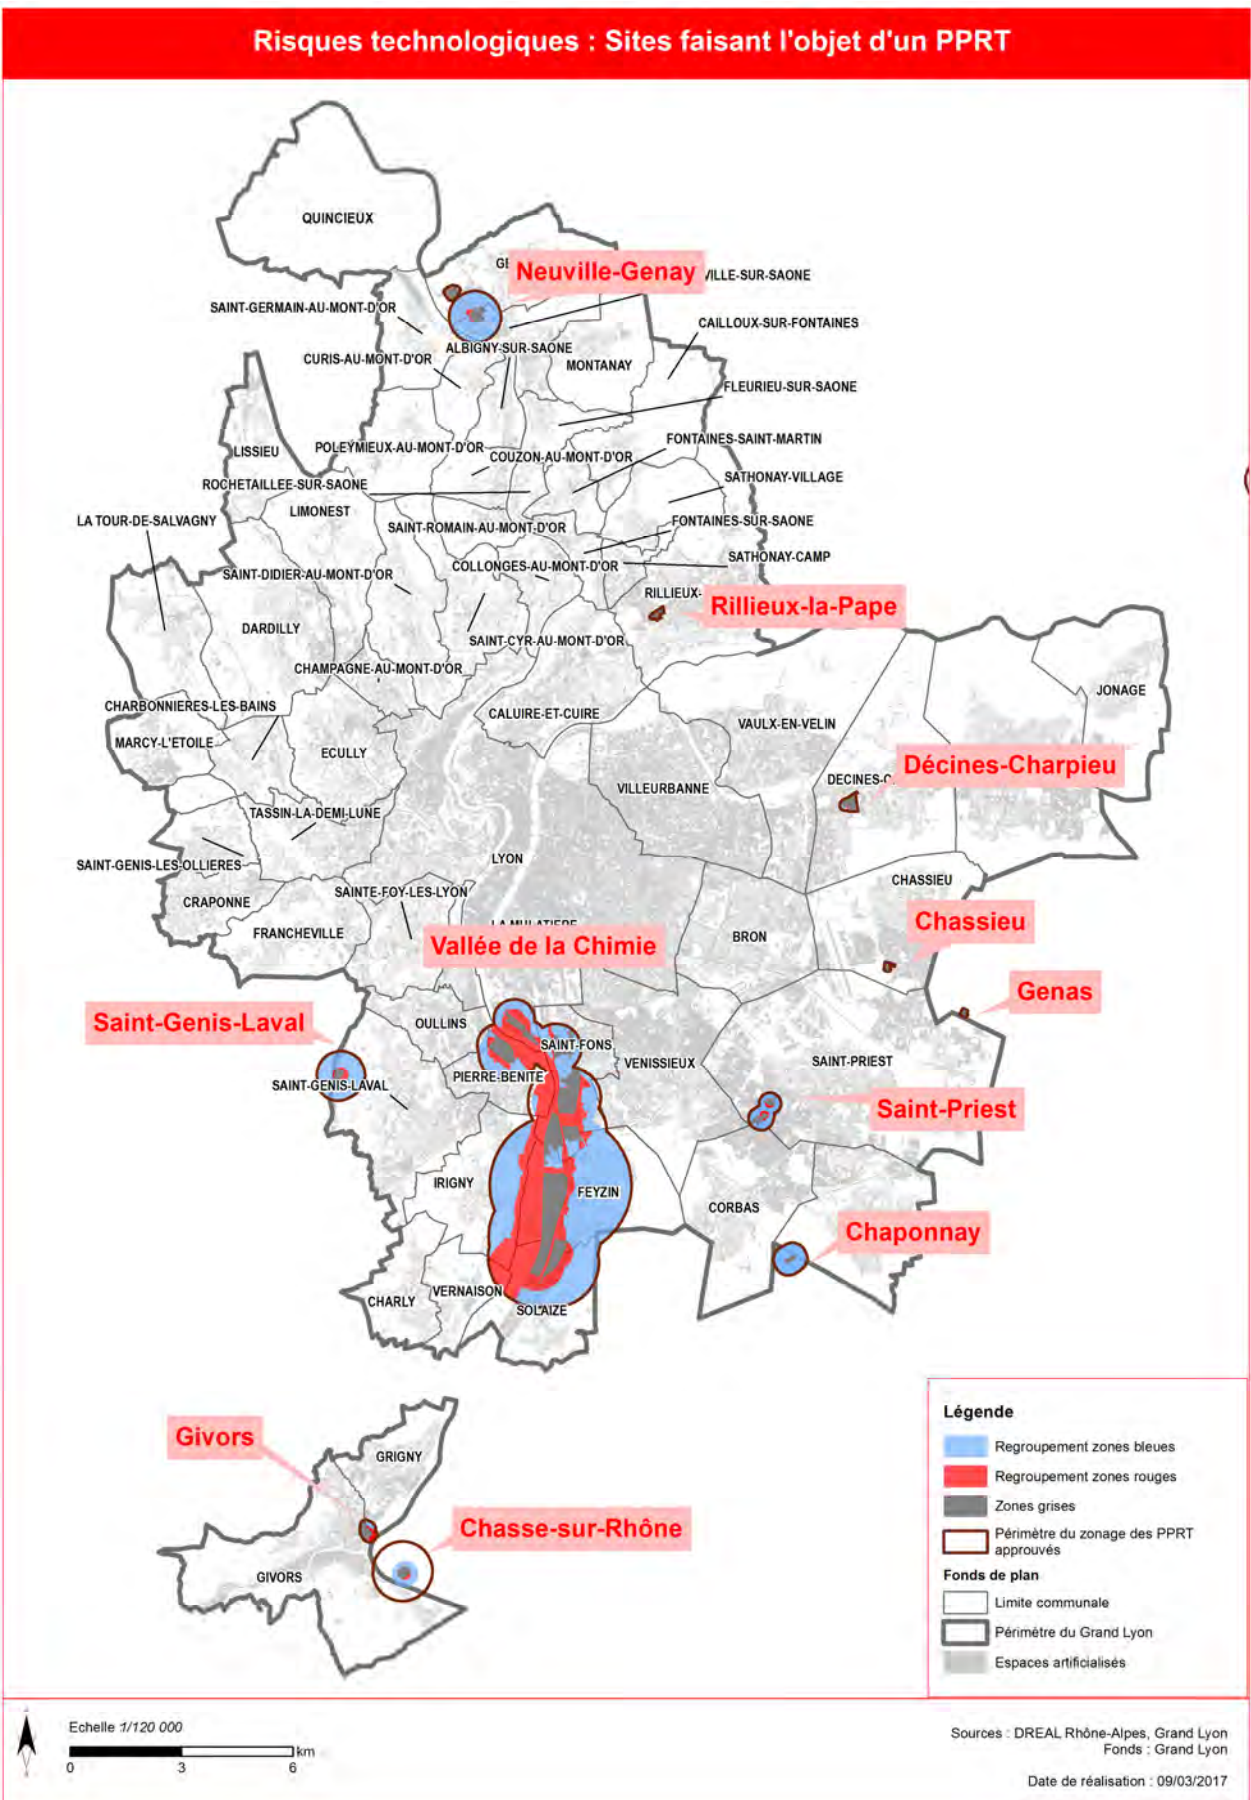 Risques technologiques : Sites faisant l'objet d'un PPRT
QUINCIEUX
GE
Neuville-Genay
VILLE-SUR-SAONE
SAINT-GERMAIN-AU-MONT-D'OR
CAILLOUX-SUR-FONTAINES
CURIS-AU-MONT-D'OR
ALBIGNY-SUR-SAONE
MONTANAY
FLEURIEU-SUR-SAONE
LISSIEU
POLEYMIEUX-AU-MONT-D'OR
FONTAINES-SAINT-MARTIN
COUZON-AU-MONT-D'OR
ROCHETAILLEE-SUR-SAONE
SATHONAY-VILLAGE
LIMONEST
LA TOUR-DE-SALVAGNY
SAINT-ROMAIN-AU-MONT-D'OR
FONTAINES-SUR-SAONE
SATHONAY-CAMP
COLLONGES-AU-MONT-D'OR
SAINT-DIDIER-AU-MONT-D'OR
RILLIEUX-
Rillieux-la-Pape
DARDILLY
SAINT-CYR-AU-MONT-D'OR
CHAMPAGNE-AU-MONT-D'OR
JONAGE
CHARBONNIERES-LES-BAINS
CALUIRE-ET-CUIRE
VAULX-EN-VELIN
MARCY-L'ETOILE
ECULLY
Décines-Charpieu
DECINES-C
VILLEURBANNE
TASSIN-LA-DEMI-LUNE
LYON
SAINT-GENIS-LES-OLLIERES
CHASSIEU
SAINTE-FOY-LES-LYON
CRAPONNE
Chassieu
LA MULATIERE
FRANCHEVILLE
BRON
Vallée de la Chimie
Genas
Saint-Genis-Laval
OULLINS
SAINT-FONS
VENISSIEUX
SAINT-PRIEST
PIERRE-BENITE
SAINT-GENIS-LAVAL
Saint-Priest
IRIGNY
FEYZIN
CORBAS
Chaponnay
VERNAISON
CHARLY
SOLAIZE
Givors
GRIGNY
Chasse-sur-Rhône
GIVORS
Légende
Regroupement zones bleues
Regroupement zones rouges
Zones grises
Périmètre du zonage des PPRT
approuvés
Fonds de plan
Limite communale
Périmètre du Grand Lyon
Espaces artificialisés
Echelle 1/120 000
km
0 3 6
Sources : DREAL Rhône-Alpes, Grand Lyon
Fonds : Grand Lyon
Date de réalisation : 09/03/2017